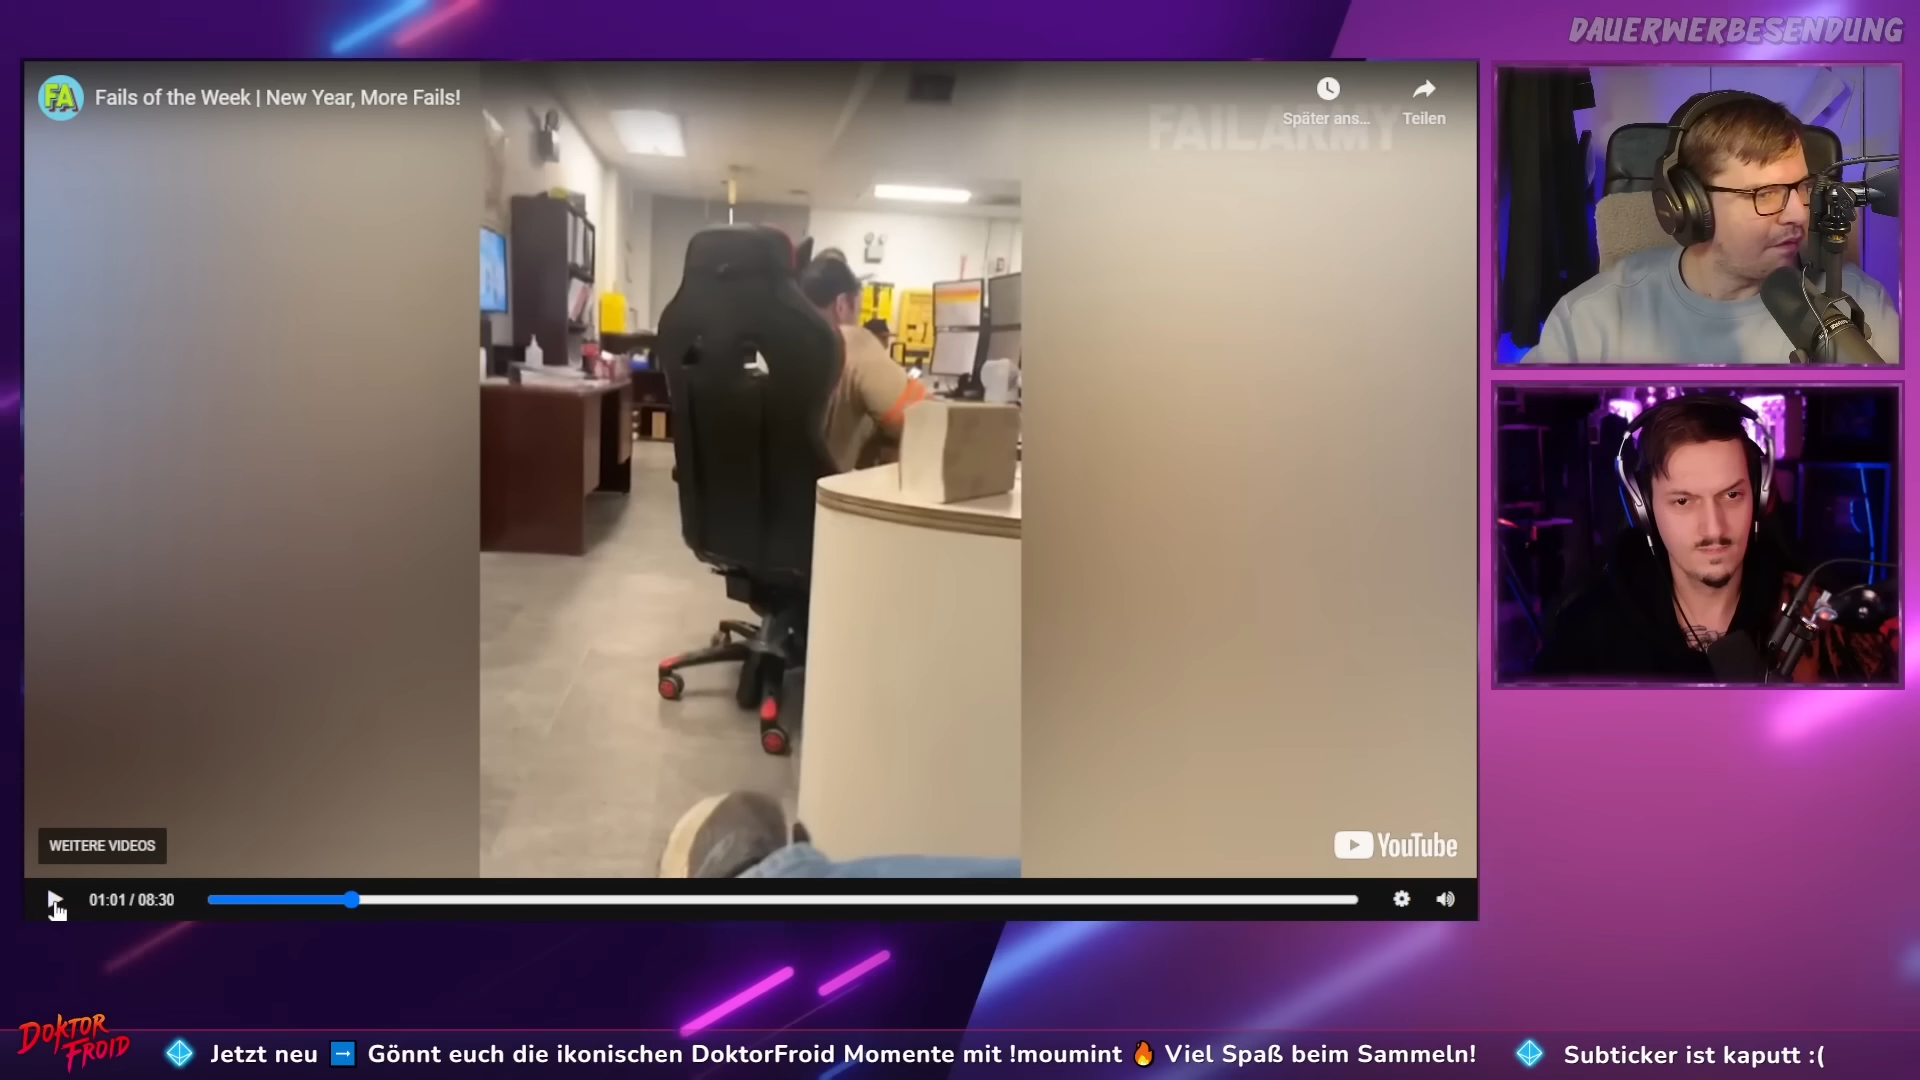 DAUERWERBESENDUNG
FA
Fails of the Week | New Year, More Fails!
Später ans...
Teilen
FAILARMY
WEITERE VIDEOS
YouTube
01:01 / 08:30
DOKTOR
FROID
Jetzt neu ➡ Gönnt euch die ikonischen DoktorFroid Momente mit !moumint 🔥 Viel Spaß beim Sammeln!
Subticker ist kaputt :(